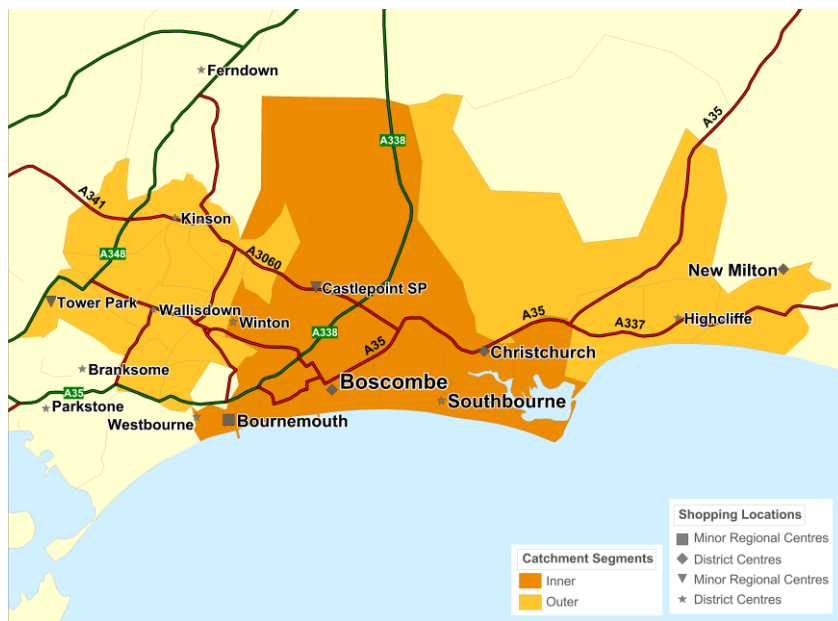 Ferndown
A35
A338
A341
Kinson
A348
A3060
New Milton
Castlepoint SP
Tower Park
Wallisdown
Winton
A338
A35
A35
A337
Highcliffe
Christchurch
Branksome
Boscombe
A35
Parkstone
Southbourne
Westbourne
Bournemouth
Catchment Segments
Inner
Outer
Shopping Locations
Minor Regional Centres
District Centres
Minor Regional Centres
District Centres